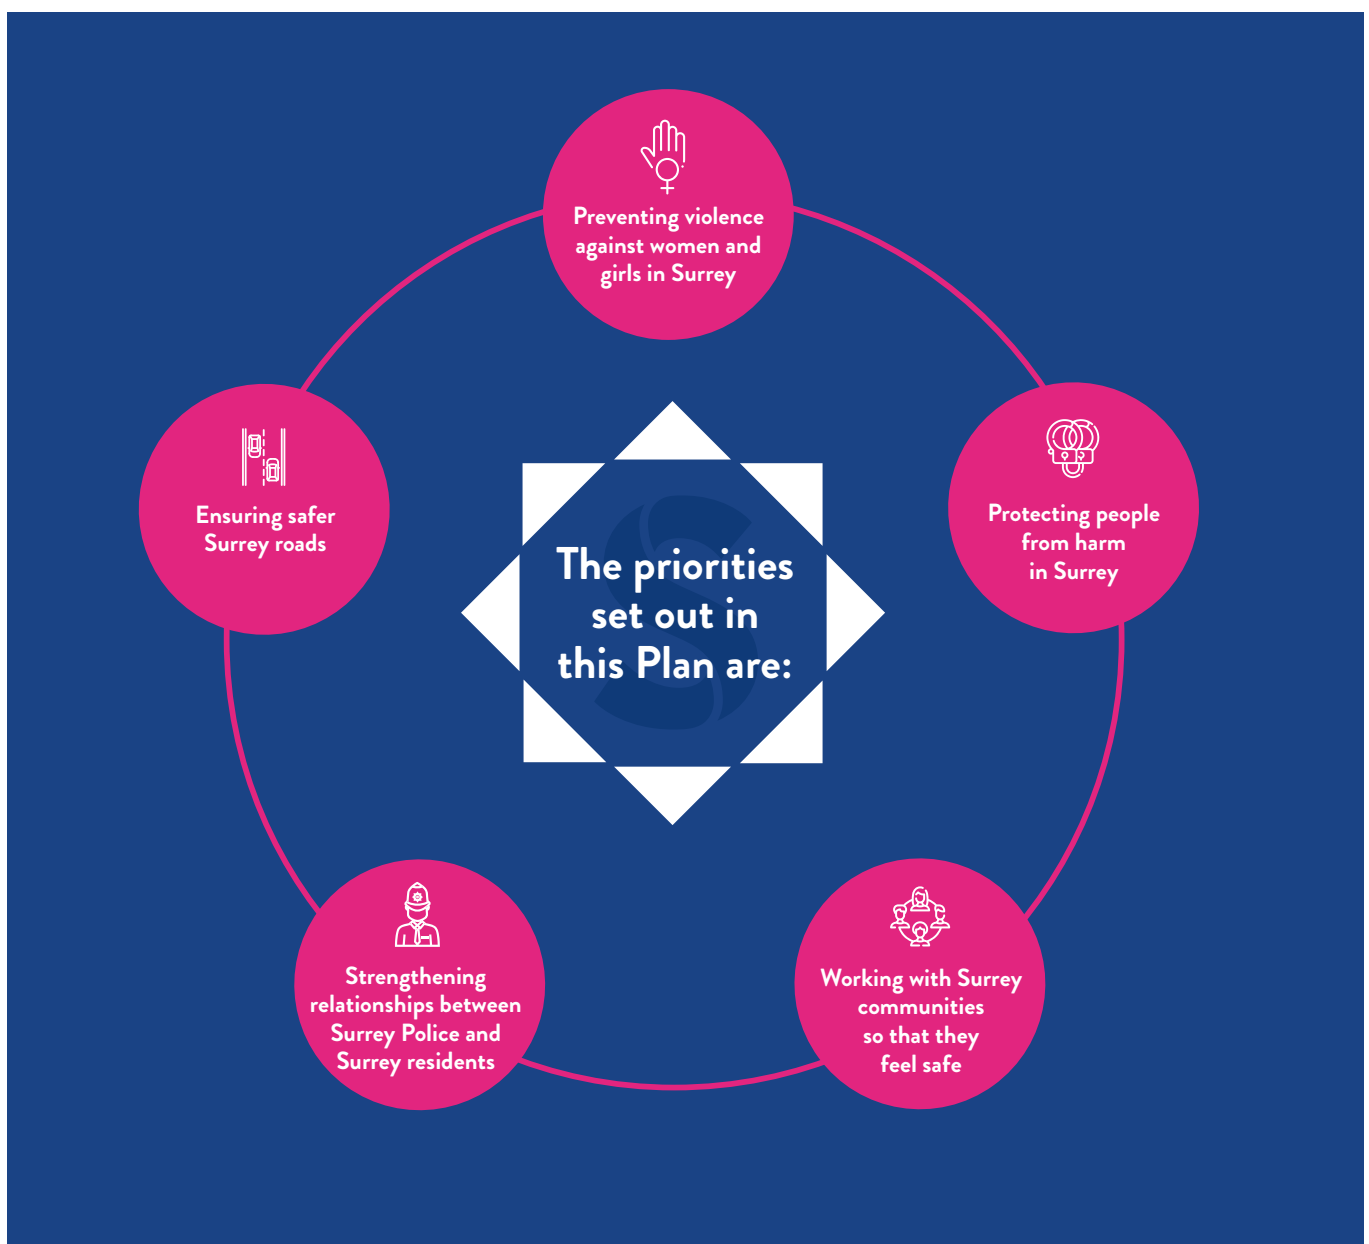 Preventing violence
against women and
girls in Surrey
Protecting people
from harm
in Surrey
Working with Surrey
communities
so that they
feel safe
Strengthening
relationships between
Surrey Police and
Surrey residents
Ensuring safer
Surrey roads
The priorities
set out in
this Plan are: